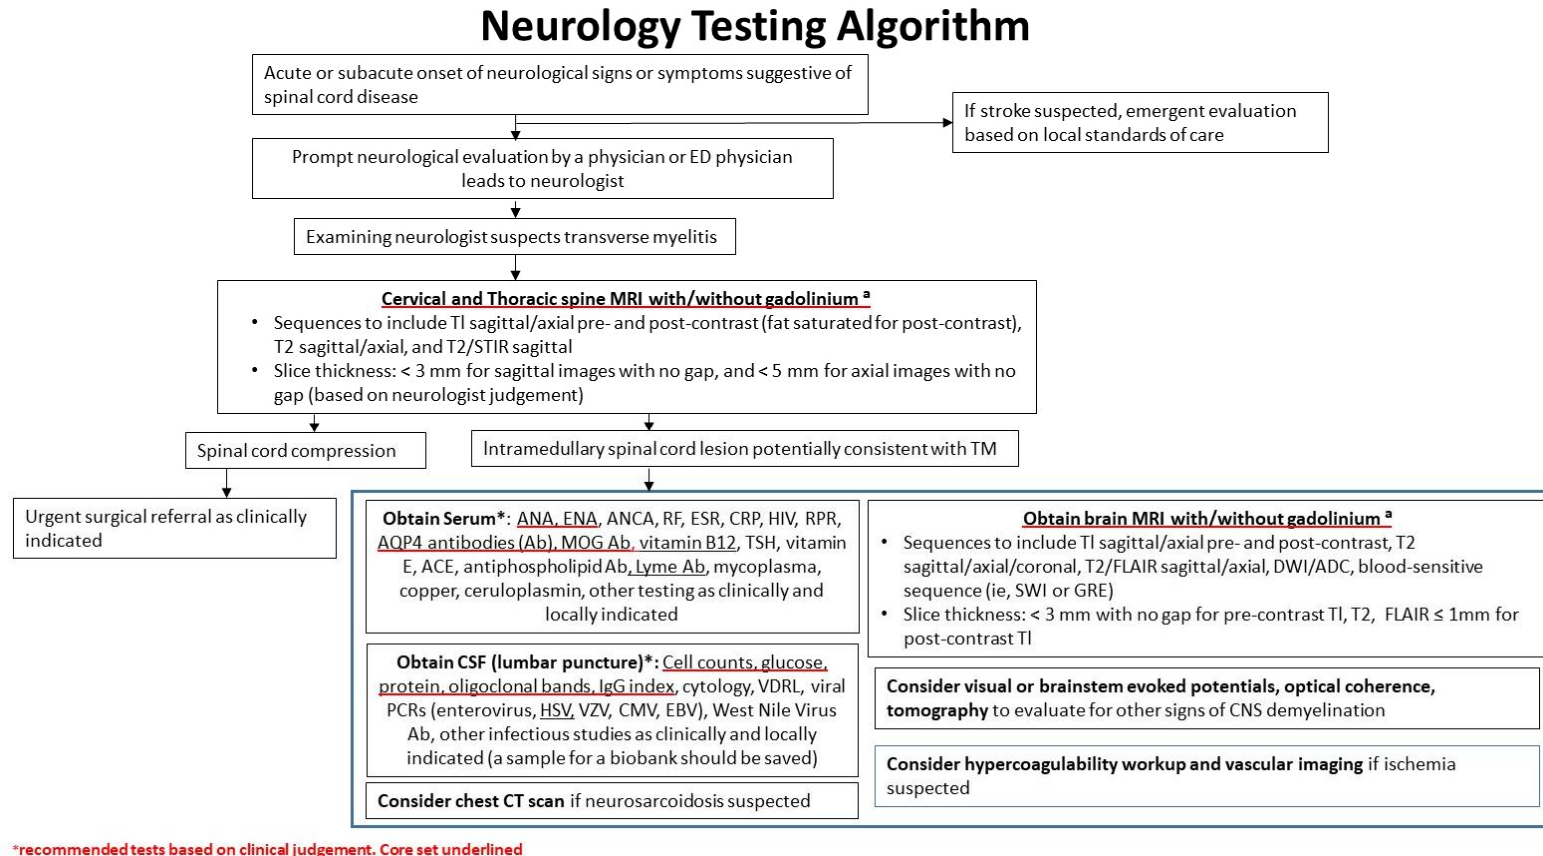 Neurology Testing Algorithm
Acute or subacute onset of neurological signs or symptoms suggestive of
spinal cord disease
If stroke suspected, emergent evaluation
based on local standards of care
Prompt neurological evaluation by a physician or ED physician
leads to neurologist
Examining neurologist suspects transverse myelitis
Cervical and Thoracic spine MRI with/without gadolinium a
• Sequences to include Tl sagittal/axial pre- and post-contrast (fat saturated for post-contrast),
T2 sagittal/axial, and T2/STIR sagittal
• Slice thickness: < 3 mm for sagittal images with no gap, and < 5 mm for axial images with no
gap (based on neurologist judgement)
Spinal cord compression
Intramedullary spinal cord lesion potentially consistent with TM
Urgent surgical referral as clinically
indicated
Obtain Serum*: ANA, ENA, ANCA, RF, ESR, CRP, HIV, RPR,
AQP4 antibodies (Ab), MOG Ab, vitamin B12, TSH, vitamin
E, ACE, antiphospholipid Ab, Lyme Ab, mycoplasma,
copper, ceruloplasmin, other testing as clinically and
locally indicated
Obtain CSF (lumbar puncture)*: Cell counts, glucose,
protein, oligoclonal bands, IgG index, cytology, VDRL, viral
PCRs (enterovirus, HSV, VZV, CMV, EBV), West Nile Virus
Ab, other infectious studies as clinically and locally
indicated (a sample for a biobank should be saved)
Consider chest CT scan if neurosarcoidosis suspected
Obtain brain MRI with/without gadolinium a
• Sequences to include Tl sagittal/axial pre- and post-contrast, T2
sagittal/axial/coronal, T2/FLAIR sagittal/axial, DWI/ADC, blood-sensitive
sequence (ie, SWI or GRE)
• Slice thickness: < 3 mm with no gap for pre-contrast Tl, T2, FLAIR ≤ 1mm for
post-contrast Tl
Consider visual or brainstem evoked potentials, optical coherence,
tomography to evaluate for other signs of CNS demyelination
Consider hypercoagulability workup and vascular imaging if ischemia
suspected
*recommended tests based on clinical judgement. Core set underlined